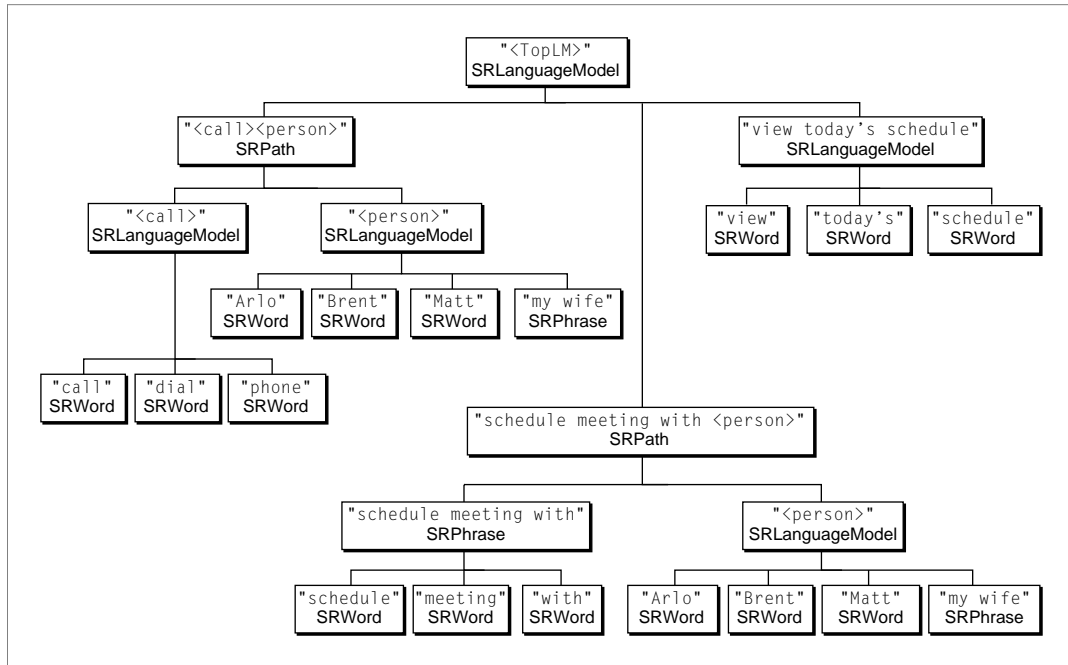 "<TopLM>"
SRLanguageModel
"<call><person>"
SRPath
"view today's schedule"
SRLanguageModel
"<call>"
SRLanguageModel
"<person>"
SRLanguageModel
"view"
SRWord
"today's"
SRWord
"schedule"
SRWord
"Arlo"
SRWord
"Brent"
SRWord
"Matt"
SRWord
"my wife"
SRPhrase
"call"
SRWord
"dial"
SRWord
"phone"
SRWord
"schedule meeting with <person>"
SRPath
"schedule meeting with"
SRPhrase
"<person>"
SRLanguageModel
"schedule"
SRWord
"meeting"
SRWord
"with"
SRWord
"Arlo"
SRWord
"Brent"
SRWord
"Matt"
SRWord
"my wife"
SRPhrase